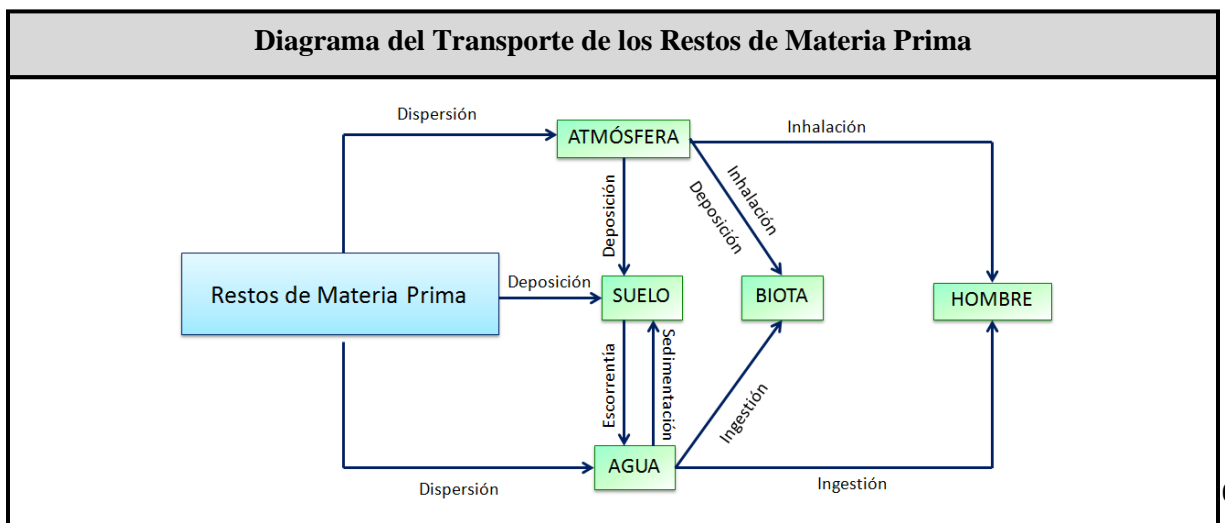 Diagrama del Transporte de los Restos de Materia Prima
Dispersión
ATMÓSFERA
Inhalación
Deposición
Inhalación
Deposición
Restos de Materia Prima
Deposición
SUELO
BIOTA
HOMBRE
Escorrentía
Sedimentación
Ingestión
AGUA
Dispersión
Ingestión